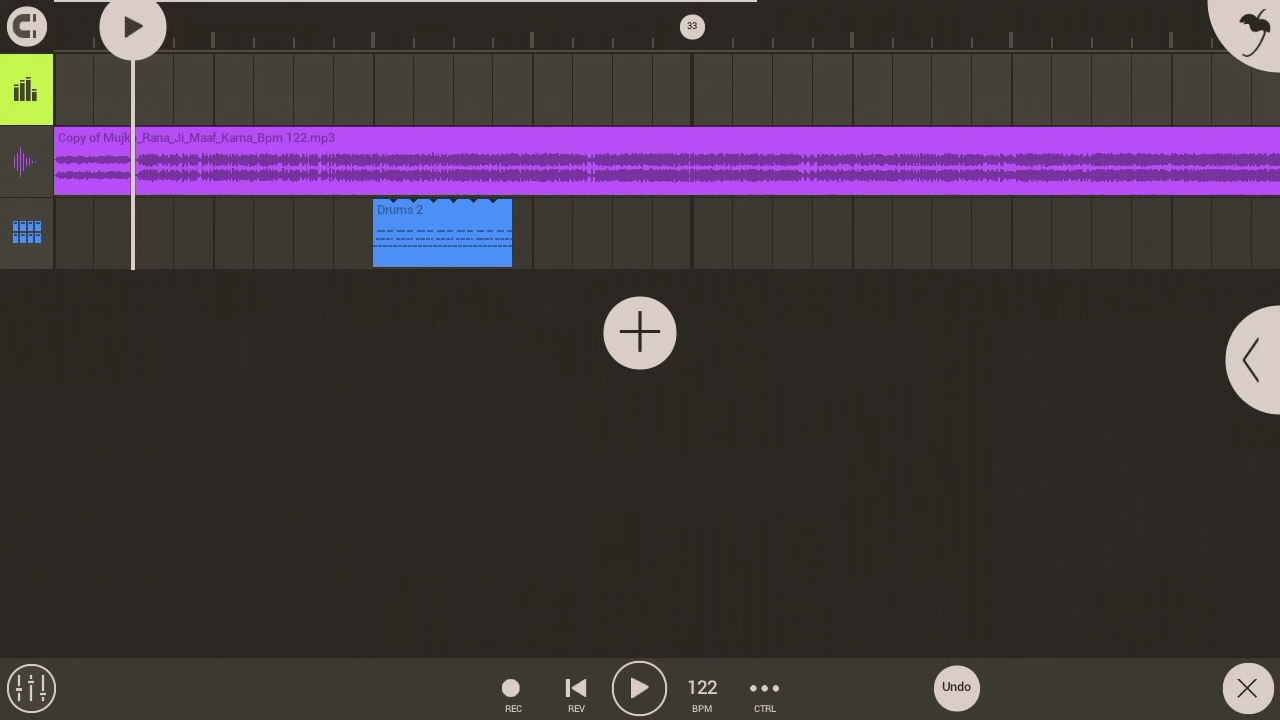 33
Copy of Mujko_Rana_Ji_Maaf_Karna_Bpm 122.mp3
Drums 2
122
Undo
REC
REV
BPM
CTRL